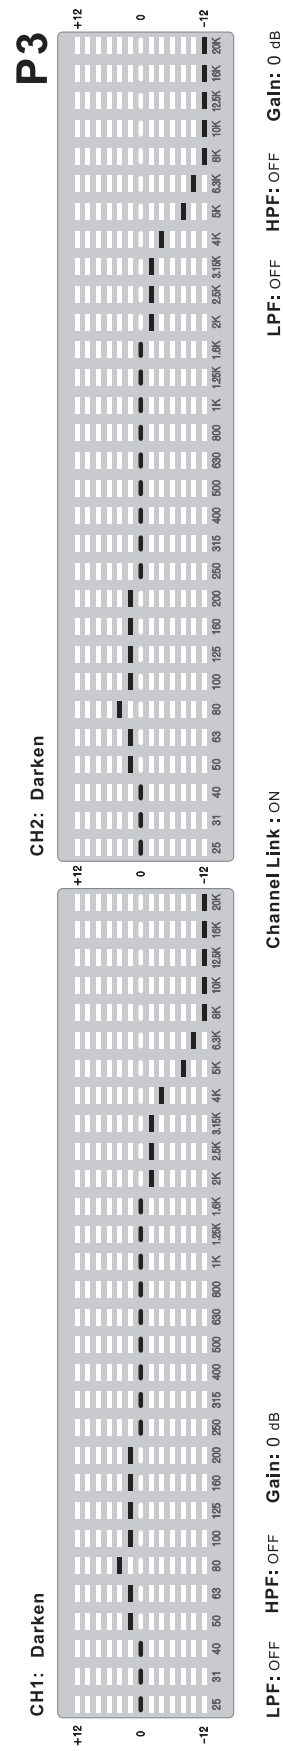 P3
CH1: Darken
+12
0
-12
25 31 40 50 63 80 100 125 160 200 250 315 400 500 630 800 1K 1.25K 1.6K 2K 2.5K 3.15K 4K 5K 6.3K 8K 10K 12.5K 16K 20K
+12
0
-12
CH2: Darken
25 31 40 50 63 80 100 125 160 200 250 315 400 500 630 800 1K 1.25K 1.6K 2K 2.5K 3.15K 4K 5K 6.3K 8K 10K 12.5K 16K 20K
+12
0
-12
LPF: OFF HPF: OFF Gain: 0 dB Channel Link : ON LPF: OFF HPF: OFF Gain: 0 dB